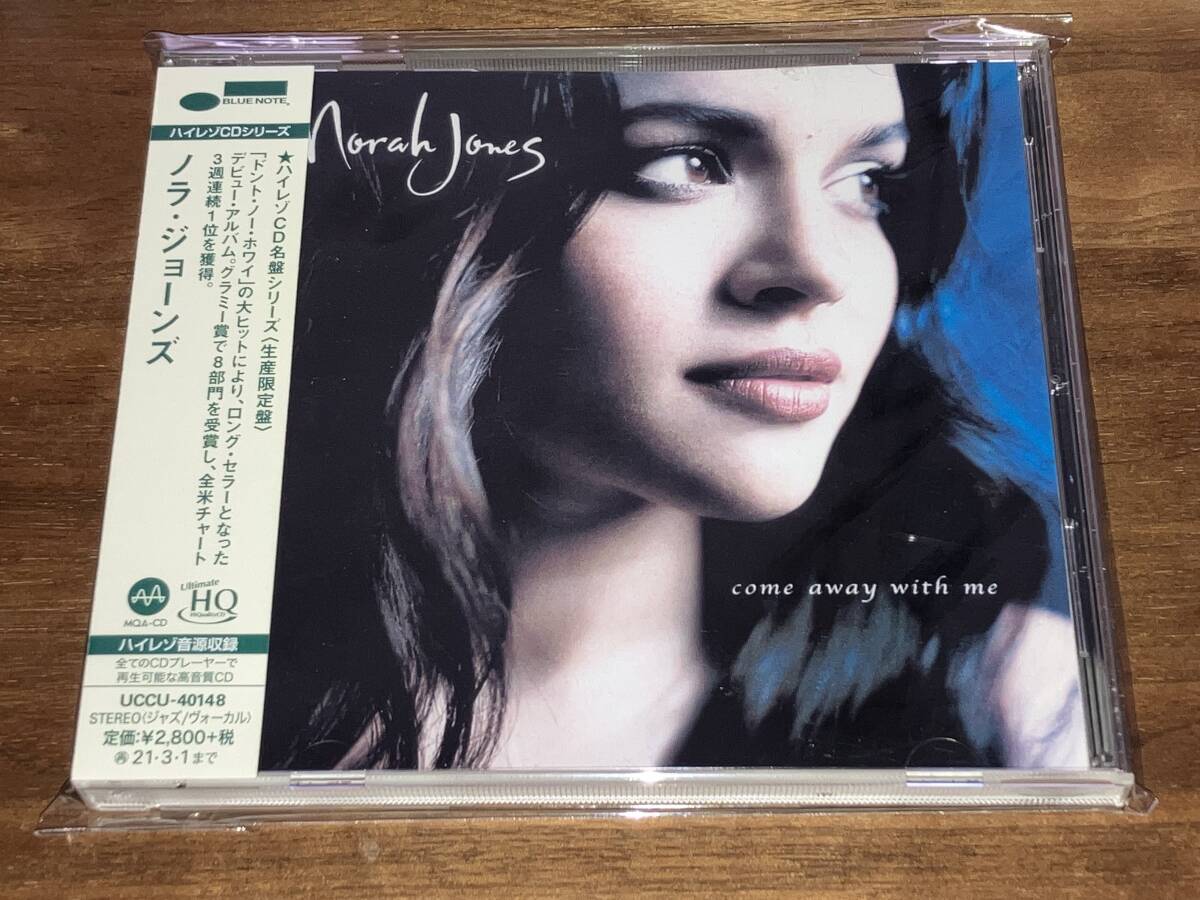 BLUE NOTE
ハイレゾCDシリーズ
ノラ・ジョーンズ
★ハイレゾCD名盤シリーズ〈生産限定盤〉
「ドント・ノー・ホワイ」の大ヒットにより、ロング・セラーとなった
デビュー・アルバム。グラミー賞で8部門を受賞し、全米チャート
3週連続1位を獲得。
MQA-CD
Ultimate
HQ
HiQualityCD
ハイレゾ音源収録
全てのCDプレーヤーで
再生可能な高音質CD
UCCU-40148
STEREO〈ジャズ/ヴォーカル〉
定価:¥2,800+税
再21・3・1まで
Norah Jones
come away with me